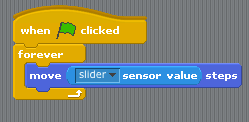 when clicked
forever
move slider sensor value steps